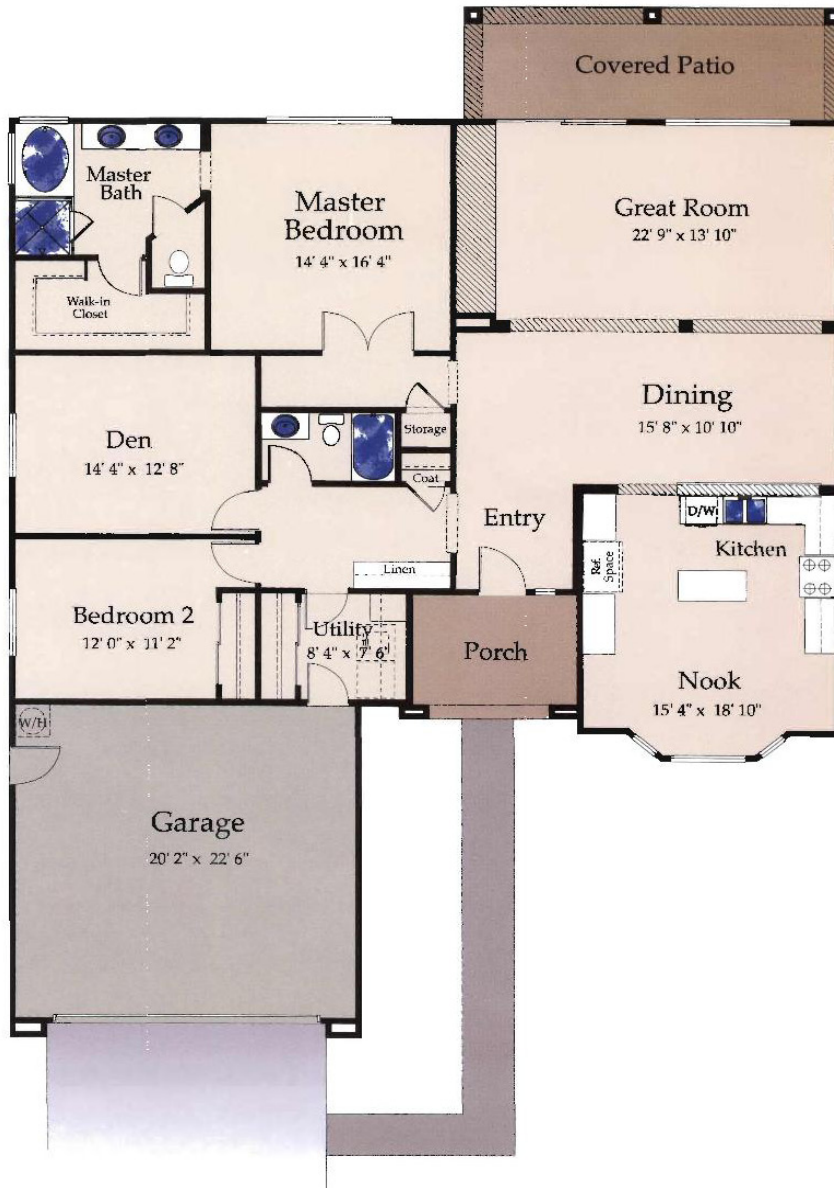 Covered Patio
Master
Bath
Master
Bedroom
14' 4" x 16' 4"
Great Room
22' 9" x 13' 10"
Walk-in
Closet
Den
14' 4" x 12' 8"
Storage
Coat
Dining
15' 8" x 10' 10"
Entry
D/W
Kitchen
Ref.
Space
Linen
Bedroom 2
12' 0" x 11' 2"
Utility
8' 4" x 7' 6"
Porch
Nook
15' 4" x 18' 10"
W/H
Garage
20' 2" x 22' 6"